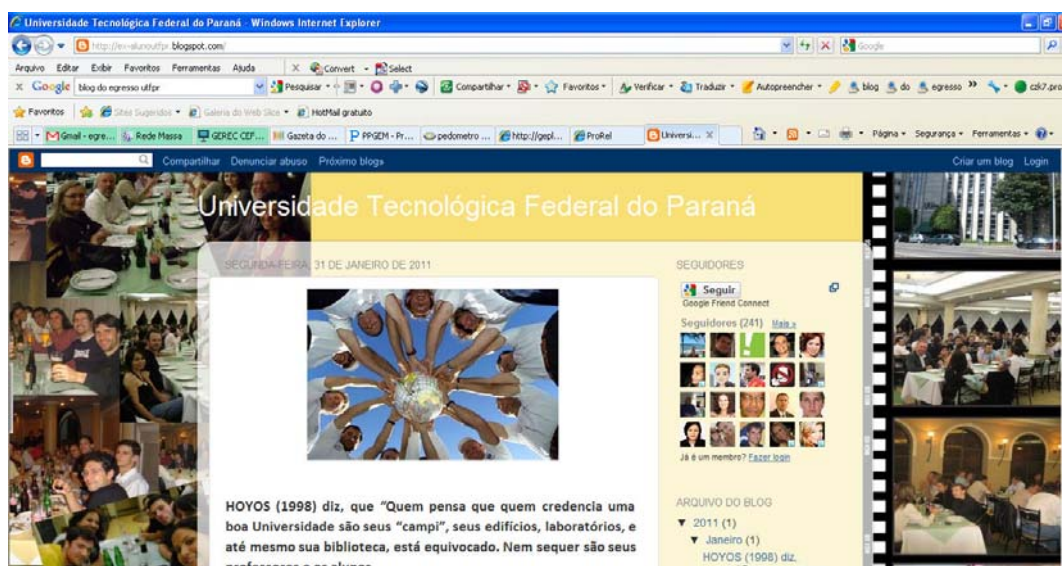 Universidade Tecnológica Federal do Paraná - Windows Internet Explorer
http://ex-alunoutfpr.blogspot.com/
Google
Arquivo Editar Exibir Favoritos Ferramentas Ajuda X Convert Select
X Google blog do egresso utfpr Pesquisar Compartilhar Favoritos Verificar Traduzir Autopreencher blog do egresso » czk7.pro
Favoritos Sites Sugeridos Galeria do Web Slice HotMail gratuito
Gmail - egre... Rede Massa GEREC CEF... Gazeta do ... PPGEM - Pr... pedometro ... http://gepl... ProRel Universi... X Página Segurança Ferramentas
Compartilhar Denunciar abuso Próximo blog» Criar um blog Login
Universidade Tecnológica Federal do Paraná
SEGUNDA-FEIRA, 31 DE JANEIRO DE 2011
HOYOS (1998) diz, que “Quem pensa que quem credencia uma
boa Universidade são seus “campi”, seus edifícios, laboratórios, e
até mesmo sua biblioteca, está equivocado. Nem sequer são seus
professores e os alunos
SEGUIDORES
Seguir
Google Friend Connect
Seguidores (241) Mais »
Já é um membro? Fazer login
ARQUIVO DO BLOG
▼ 2011 (1)
▼ Janeiro (1)
HOYOS (1998) diz,